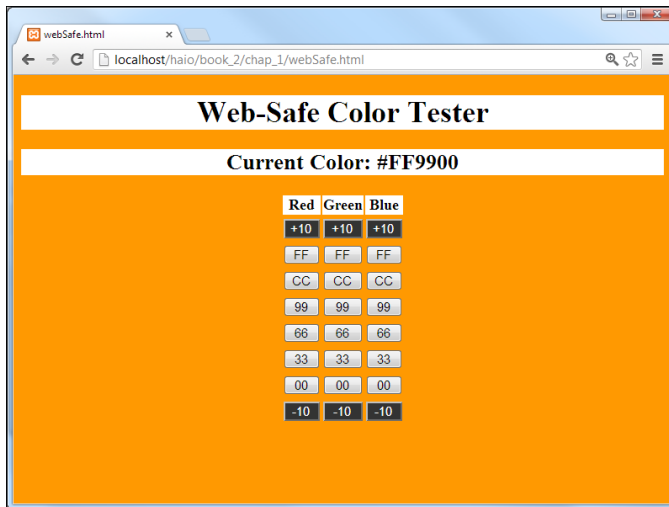 webSafe.html
localhost/haio/book_2/chap_1/webSafe.html
Web-Safe Color Tester
Current Color: #FF9900
Red Green Blue
+10 +10 +10
FF FF FF
CC CC CC
99 99 99
66 66 66
33 33 33
00 00 00
-10 -10 -10